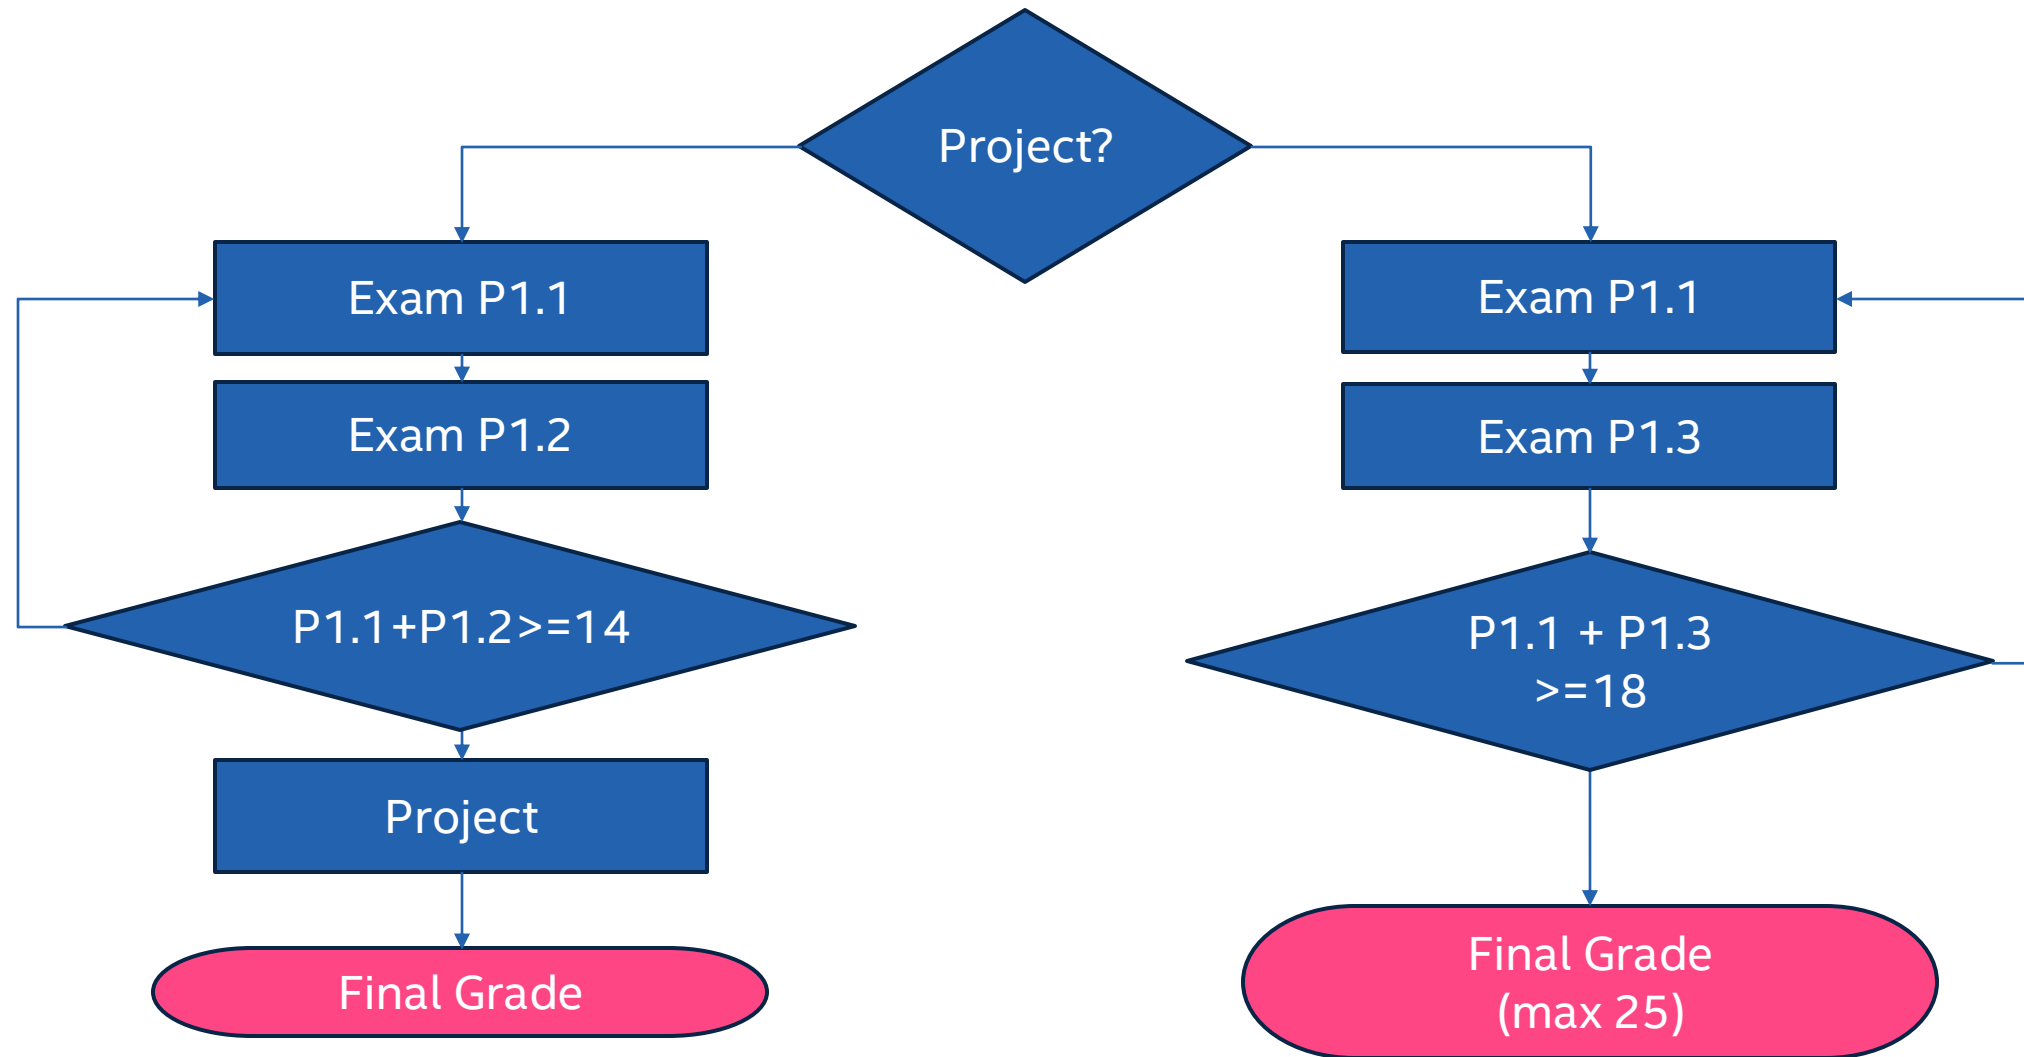 Project?
Exam P1.1
Exam P1.2
P1.1+P1.2>=14
Project
Final Grade
Exam P1.1
Exam P1.3
P1.1 + P1.3
>=18
Final Grade
(max 25)